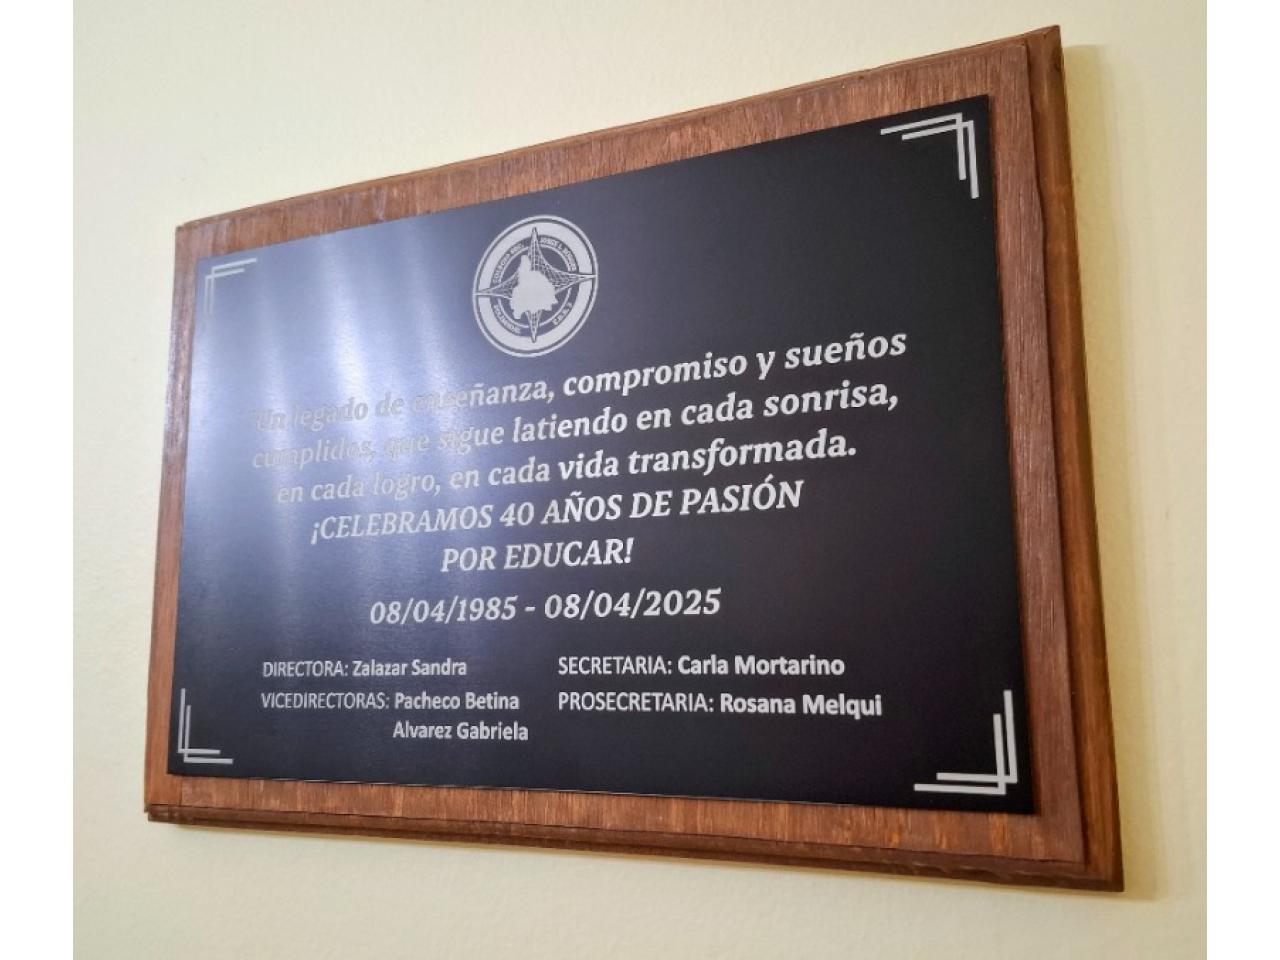 "Un legado de enseñanza, compromiso y sueños
cumplidos, que sigue latiendo en cada sonrisa,
en cada logro, en cada vida transformada.
¡CELEBRAMOS 40 AÑOS DE PASIÓN
POR EDUCAR!
08/04/1985 - 08/04/2025
DIRECTORA: Zalazar Sandra
VICEDIRECTORAS: Pacheco Betina
Alvarez Gabriela
SECRETARIA: Carla Mortarino
PROSECRETARIA: Rosana Melqui